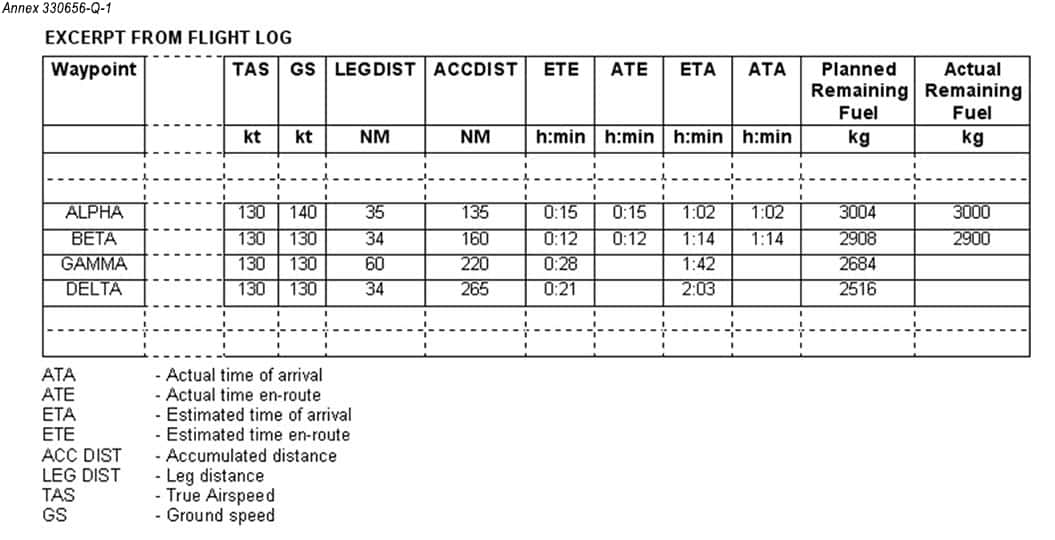 Annex 330656-Q-1
EXCERPT FROM FLIGHT LOG
Waypoint TAS GS LEGDIST ACCDIST ETE ATE ETA ATA Planned Remaining Fuel Actual Remaining Fuel
kt kt NM NM h:min h:min h:min h:min kg kg
ALPHA 130 140 35 135 0:15 0:15 1:02 1:02 3004 3000
BETA 130 130 34 160 0:12 0:12 1:14 1:14 2908 2900
GAMMA 130 130 60 220 0:28 1:42 2684
DELTA 130 130 34 265 0:21 2:03 2516
ATA - Actual time of arrival
ATE - Actual time en-route
ETA - Estimated time of arrival
ETE - Estimated time en-route
ACC DIST - Accumulated distance
LEG DIST - Leg distance
TAS - True Airspeed
GS - Ground speed